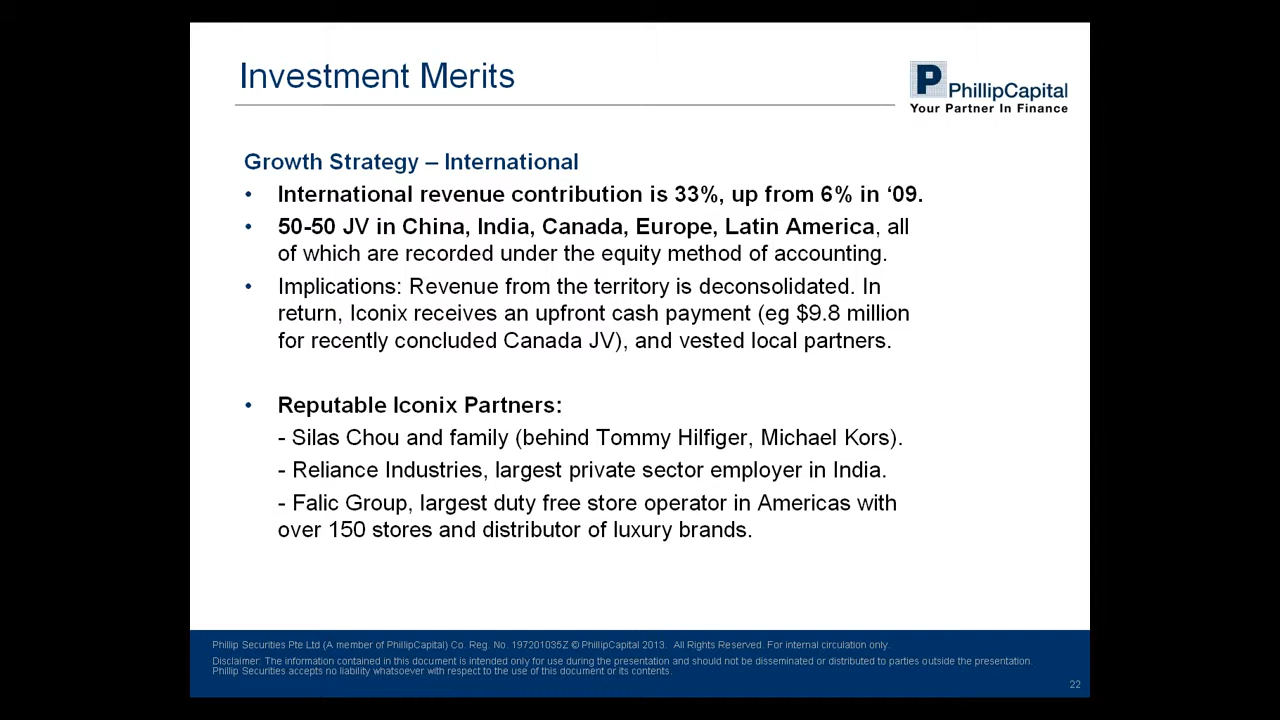 Investment Merits
P PhillipCapital
Your Partner In Finance
Growth Strategy – International
• International revenue contribution is 33%, up from 6% in ‘09.
• 50-50 JV in China, India, Canada, Europe, Latin America, all
of which are recorded under the equity method of accounting.
• Implications: Revenue from the territory is deconsolidated. In
return, Iconix receives an upfront cash payment (eg $9.8 million
for recently concluded Canada JV), and vested local partners.
• Reputable Iconix Partners:
- Silas Chou and family (behind Tommy Hilfiger, Michael Kors).
- Reliance Industries, largest private sector employer in India.
- Falic Group, largest duty free store operator in Americas with
over 150 stores and distributor of luxury brands.
Phillip Securities Pte Ltd (A member of PhillipCapital) Co. Reg. No. 197201035Z © PhillipCapital 2013. All Rights Reserved. For internal circulation only.
Disclaimer: The information contained in this document is intended only for use during the presentation and should not be disseminated or distributed to parties outside the presentation.
Phillip Securities accepts no liability whatsoever with respect to the use of this document or its contents.
22